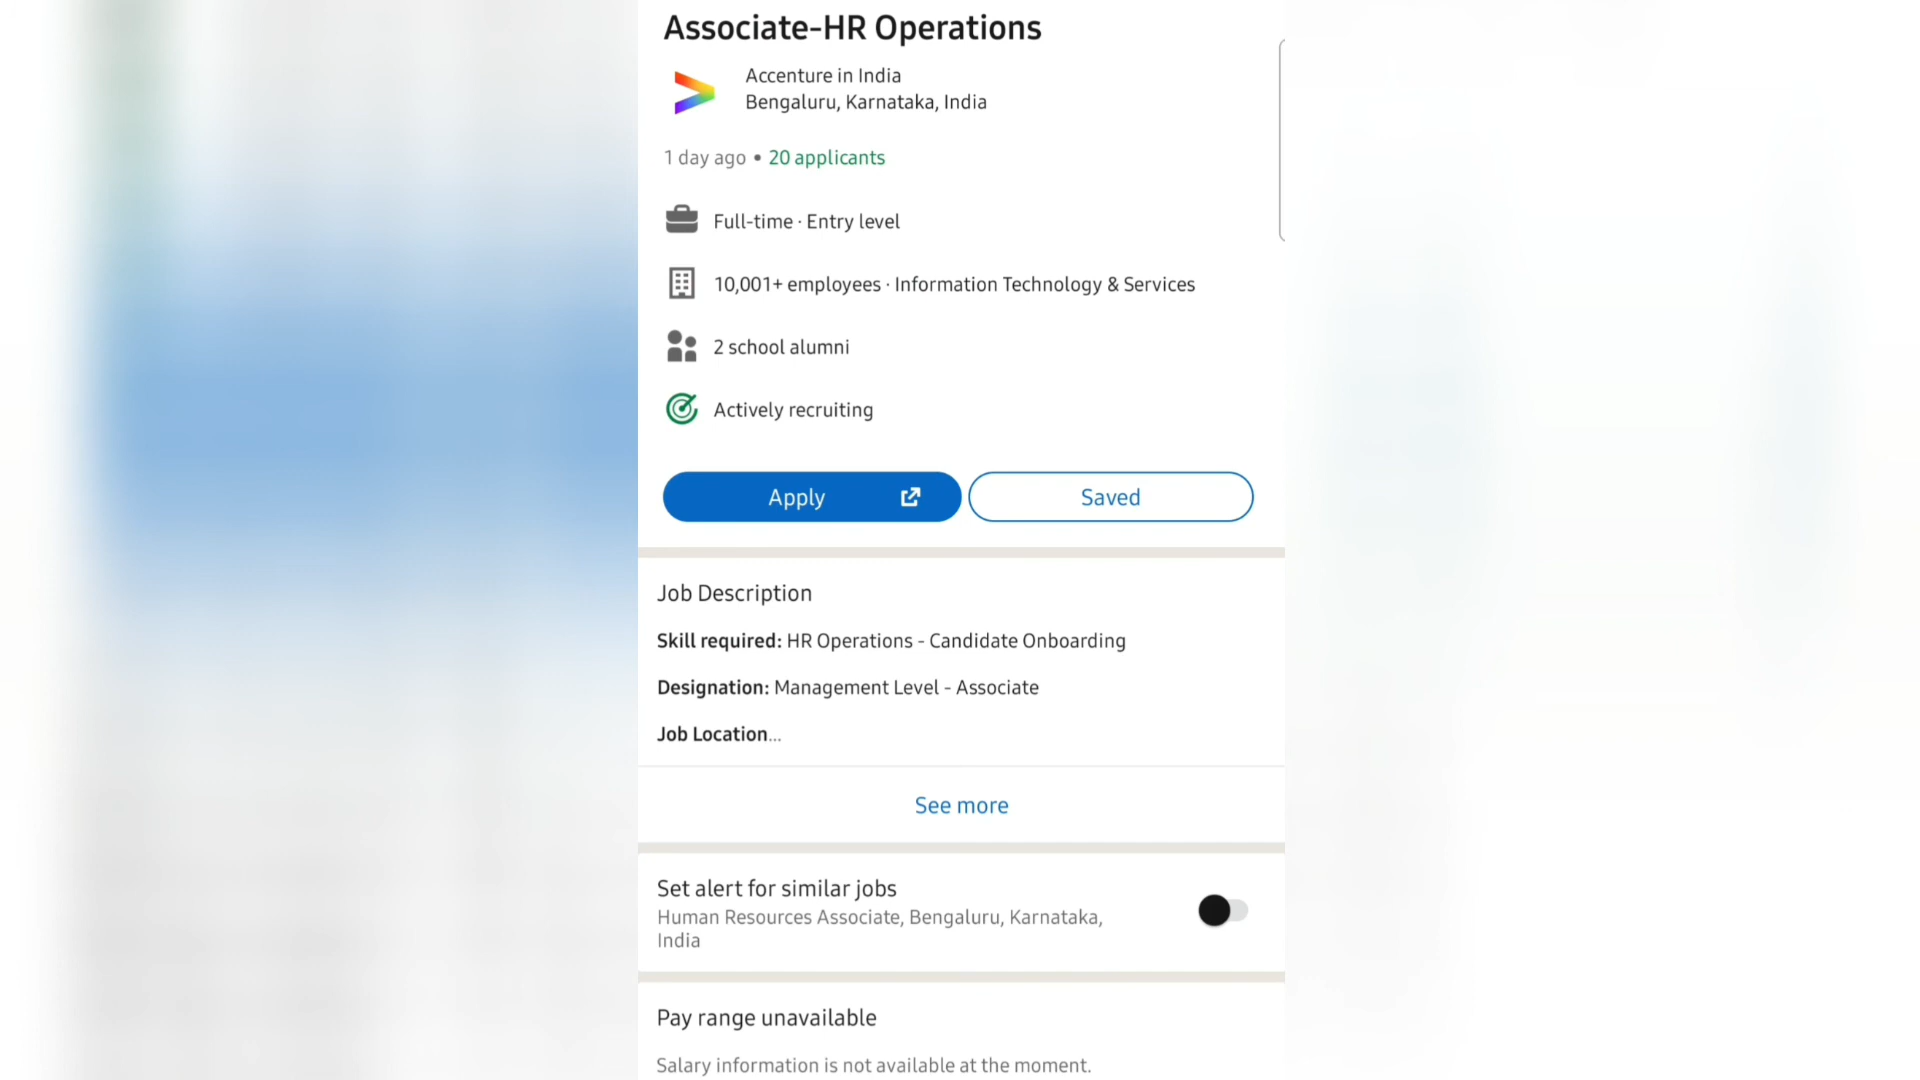 Associate-HR Operations
Accenture in India
Bengaluru, Karnataka, India
1 day ago • 20 applicants
Full-time · Entry level
10,001+ employees · Information Technology & Services
2 school alumni
Actively recruiting
Apply
Saved
Job Description
Skill required: HR Operations - Candidate Onboarding
Designation: Management Level - Associate
Job Location...
See more
Set alert for similar jobs
Human Resources Associate, Bengaluru, Karnataka,
India
Pay range unavailable
Salary information is not available at the moment.